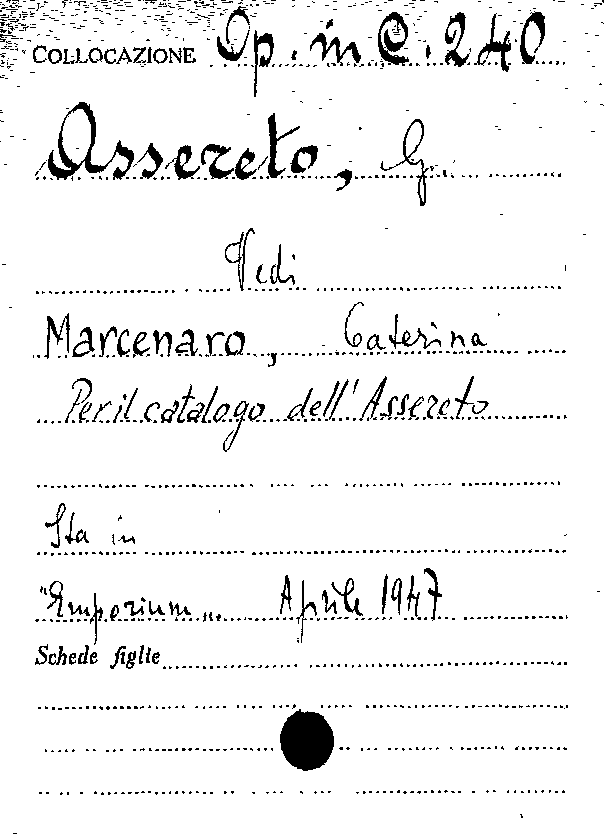 COLLOCAZIONE Op. in C. 240
Assereto, G.
Vedi
Marcenaro, Caterina
Per il catalogo dell'Assereto
Sta in
"Emporium" Aprile 1947
Schede figlie